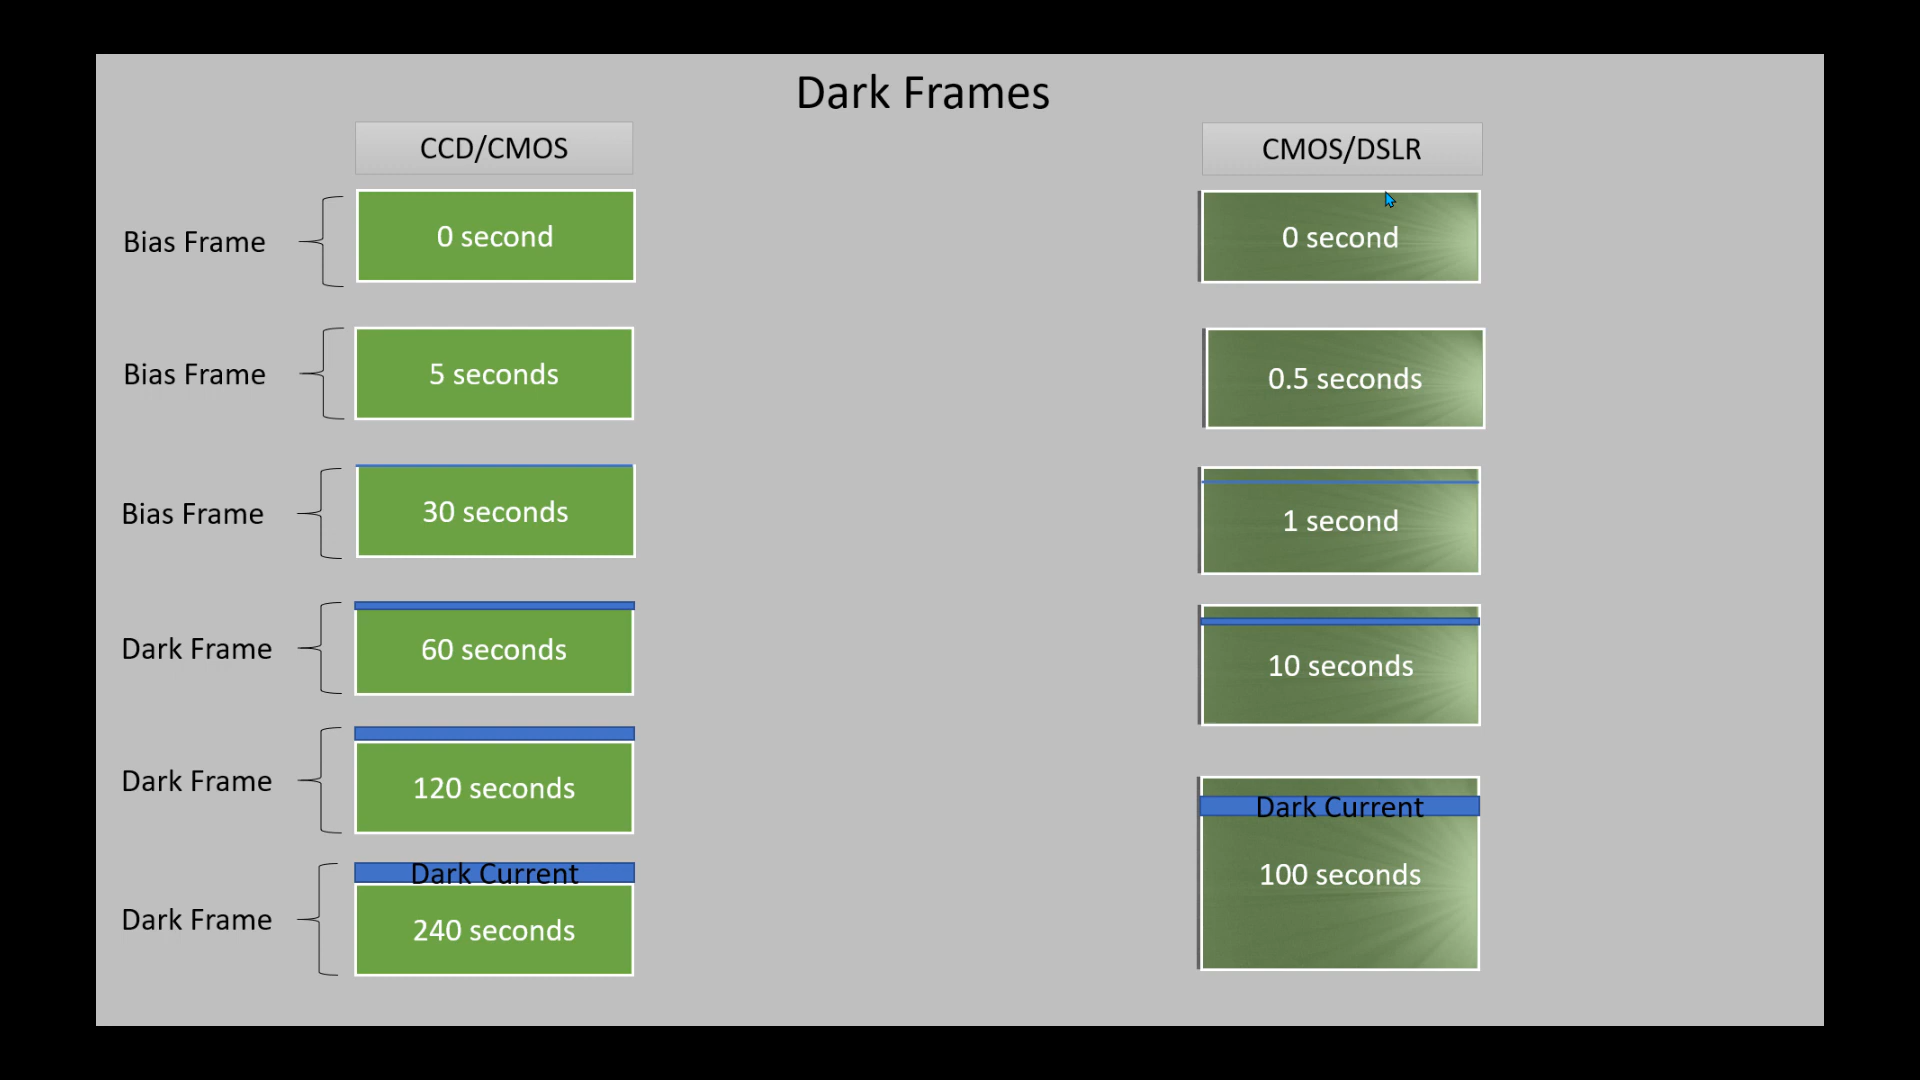 Dark Frames
CCD/CMOS
CMOS/DSLR
Bias Frame
0 second
0 second
Bias Frame
5 seconds
0.5 seconds
Bias Frame
30 seconds
1 second
Dark Frame
60 seconds
10 seconds
Dark Frame
120 seconds
Dark Current
100 seconds
Dark Current
Dark Frame
240 seconds